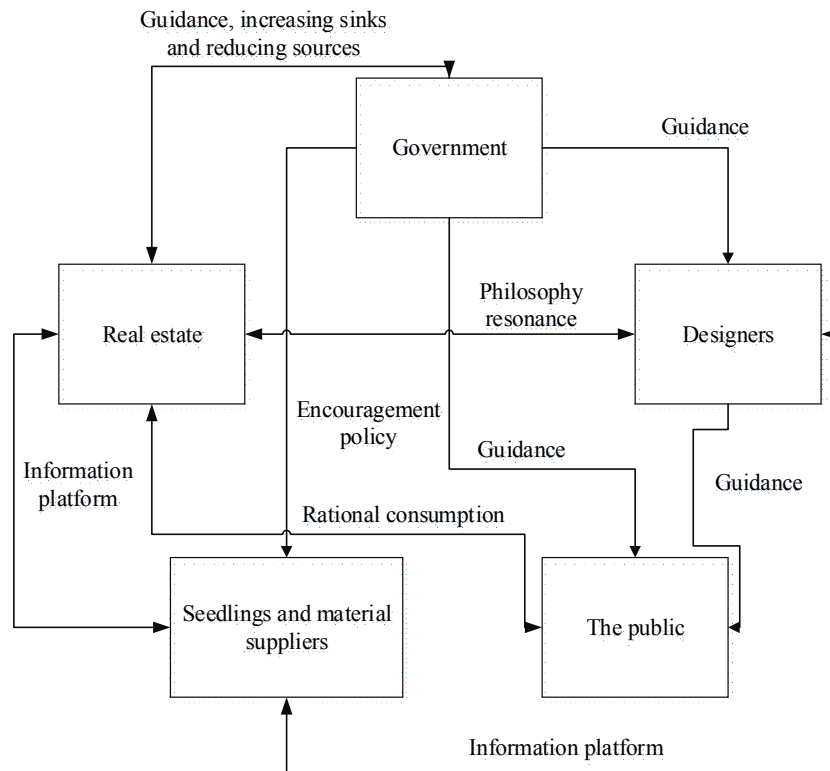 Guidance, increasing sinks
and reducing sources
Government
Guidance
Philosophy
resonance
Real estate
Designers
Encouragement
policy
Guidance
Information
platform
Guidance
Rational consumption
Seedlings and material
suppliers
The public
Information platform